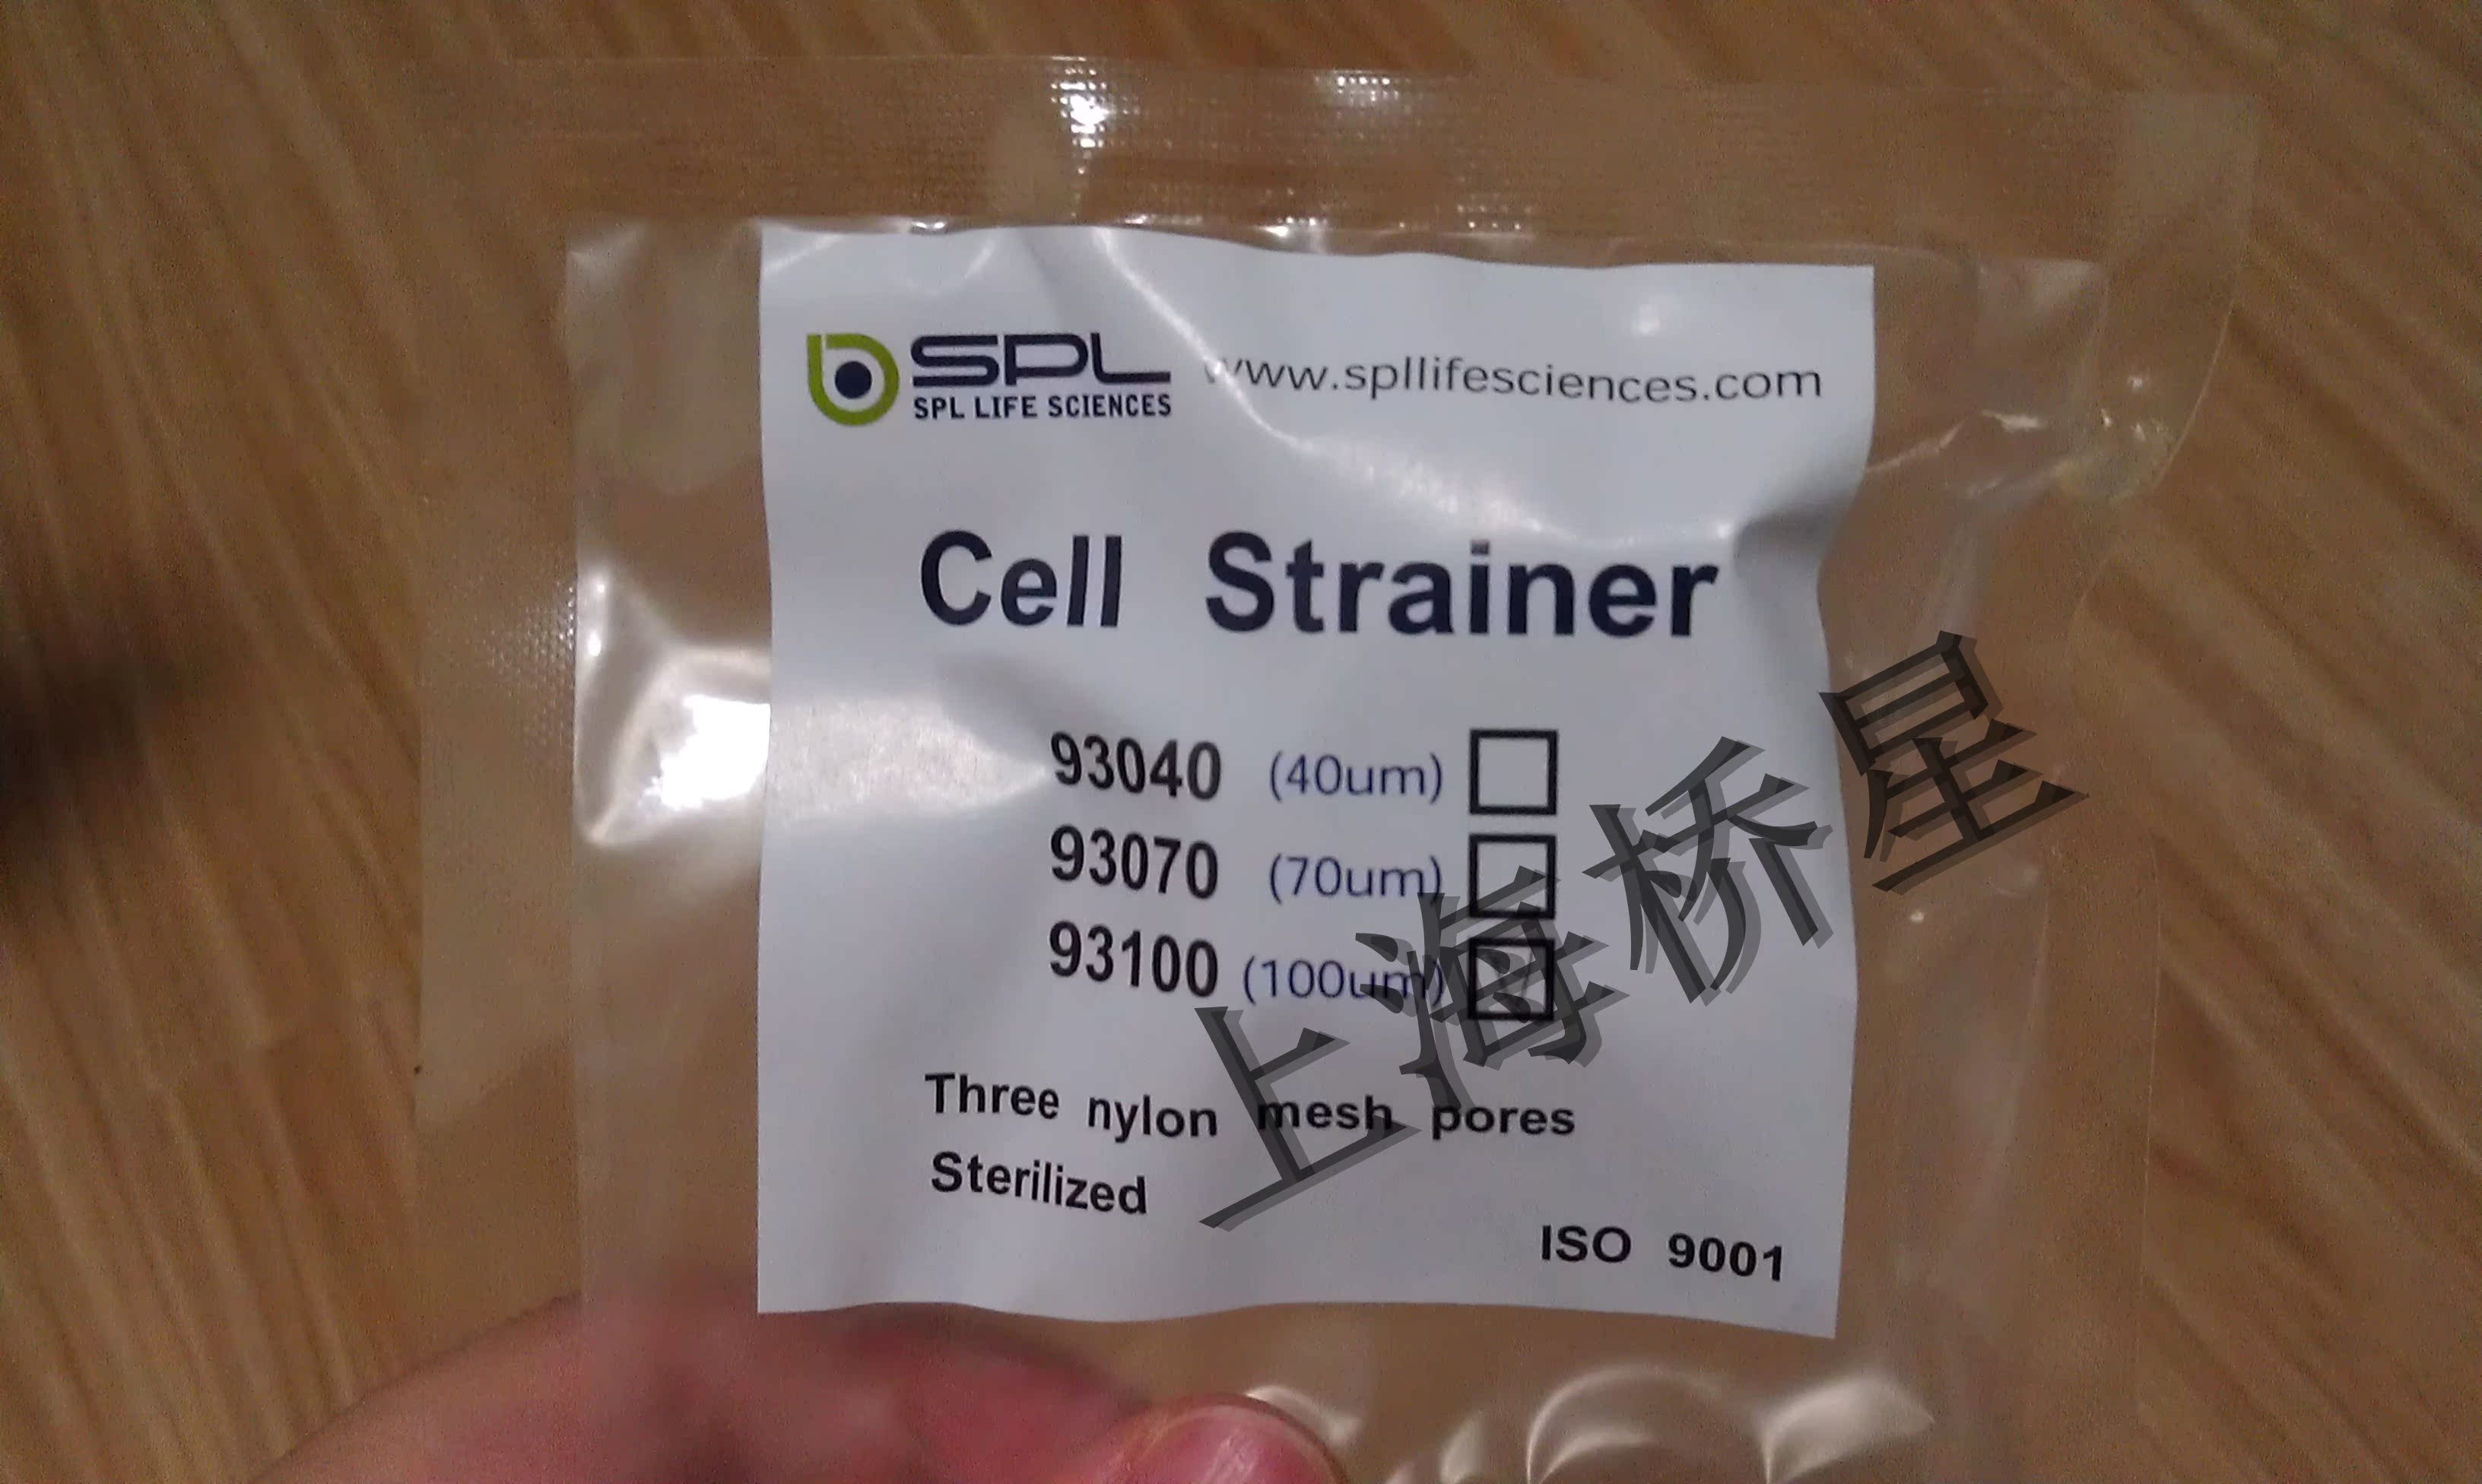 SPL
SPL LIFE SCIENCES
www.spllifesciences.com
Cell Strainer
93040 (40um)
93070 (70um)
93100 (100um)
Three nylon mesh pores
Sterilized
ISO 9001
上海桥星